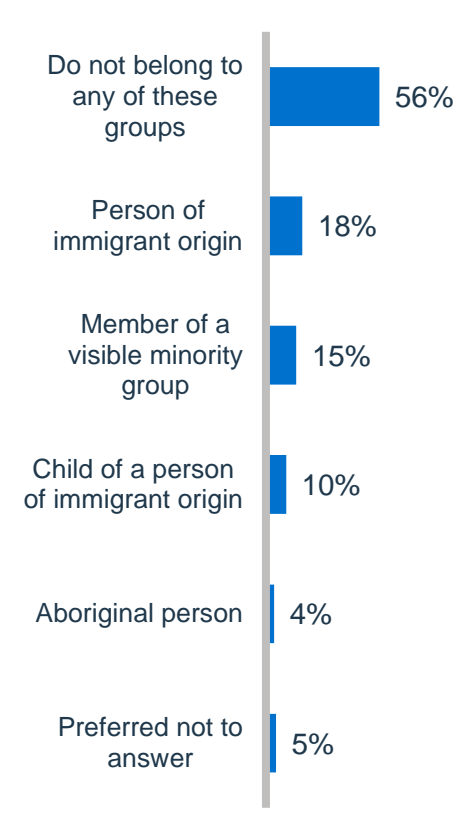 Do not belong to
any of these
groups
56%
Person of
immigrant origin
18%
Member of a
visible minority
group
15%
Child of a person
of immigrant origin
10%
Aboriginal person
4%
Preferred not to
answer
5%